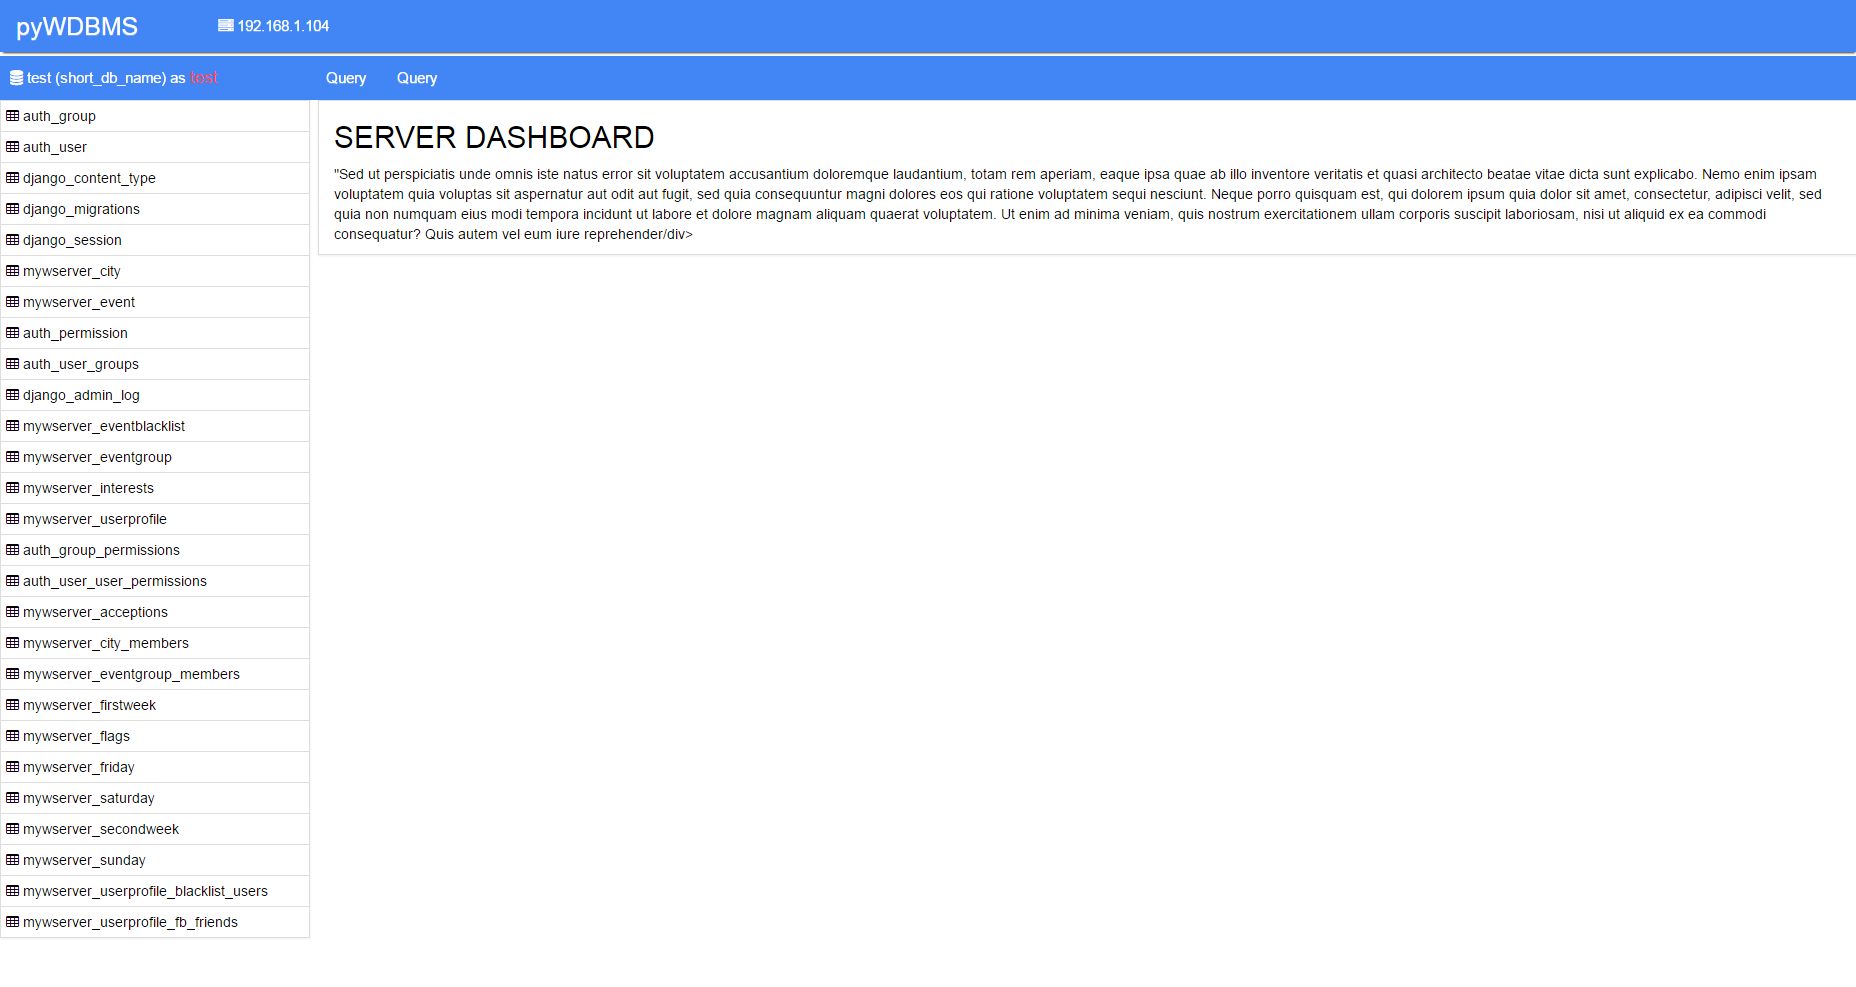 pyWDBMS
192.168.1.104
test (short_db_name) as test
Query
Query
auth_group
auth_user
django_content_type
django_migrations
django_session
mywserver_city
mywserver_event
auth_permission
auth_user_groups
django_admin_log
mywserver_eventblacklist
mywserver_eventgroup
mywserver_interests
mywserver_userprofile
auth_group_permissions
auth_user_user_permissions
mywserver_acceptions
mywserver_city_members
mywserver_eventgroup_members
mywserver_firstweek
mywserver_flags
mywserver_friday
mywserver_saturday
mywserver_secondweek
mywserver_sunday
mywserver_userprofile_blacklist_users
mywserver_userprofile_fb_friends
SERVER DASHBOARD
"Sed ut perspiciatis unde omnis iste natus error sit voluptatem accusantium doloremque laudantium, totam rem aperiam, eaque ipsa quae ab illo inventore veritatis et quasi architecto beatae vitae dicta sunt explicabo. Nemo enim ipsam
voluptatem quia voluptas sit aspernatur aut odit aut fugit, sed quia consequuntur magni dolores eos qui ratione voluptatem sequi nesciunt. Neque porro quisquam est, qui dolorem ipsum quia dolor sit amet, consectetur, adipisci velit, sed
quia non numquam eius modi tempora incidunt ut labore et dolore magnam aliquam quaerat voluptatem. Ut enim ad minima veniam, quis nostrum exercitationem ullam corporis suscipit laboriosam, nisi ut aliquid ex ea commodi
consequatur? Quis autem vel eum iure reprehender/div>